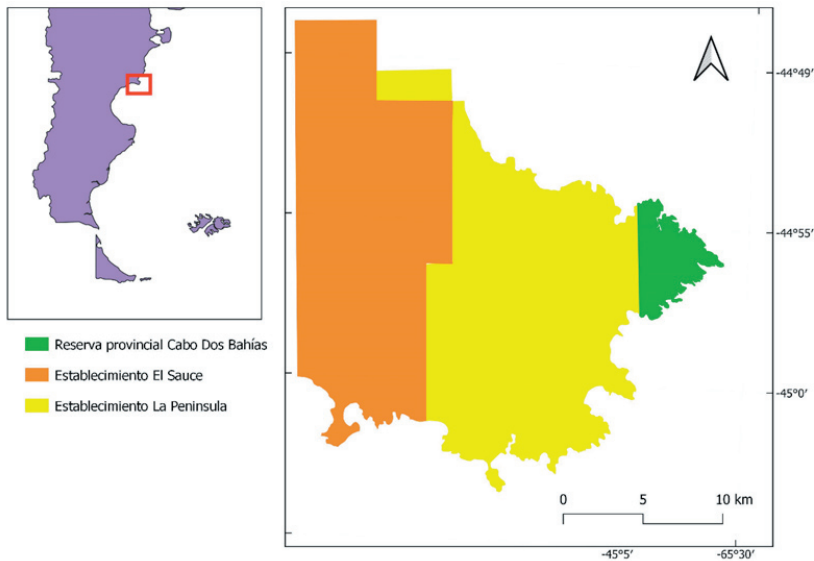 -44°49'
-44°55'
-45°0'
Reserva provincial Cabo Dos Bahías
Establecimiento El Sauce
Establecimiento La Peninsula
0 5 10 km
-45°5' -65°30'